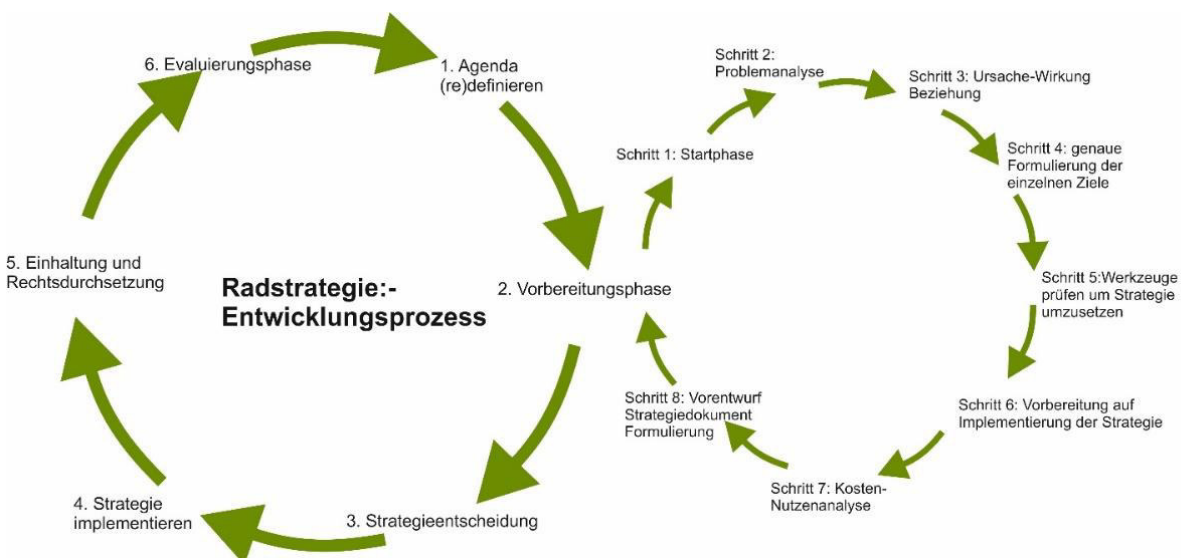 Radstrategie:-
Entwicklungsprozess
1. Agenda
(re)definieren
2. Vorbereitungsphase
3. Strategieentscheidung
4. Strategie
implementieren
5. Einhaltung und
Rechtsdurchsetzung
6. Evaluierungsphase
Schritt 1: Startphase
Schritt 2:
Problemanalyse
Schritt 3: Ursache-Wirkung
Beziehung
Schritt 4: genaue
Formulierung der
einzelnen Ziele
Schritt 5:Werkzeuge
prüfen um Strategie
umzusetzen
Schritt 6: Vorbereitung auf
Implementierung der Strategie
Schritt 7: Kosten-
Nutzenanalyse
Schritt 8: Vorentwurf
Strategiedokument
Formulierung